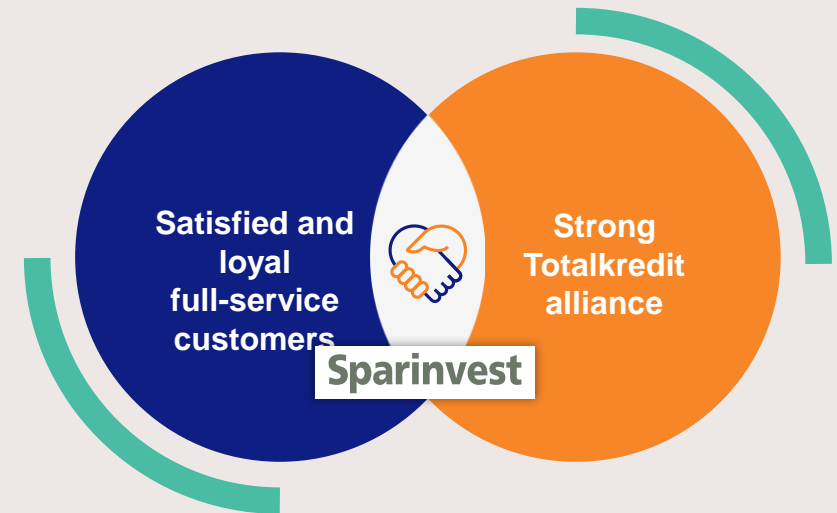 Satisfied and
loyal
full-service
customers
Strong
Totalkredit
alliance
Sparinvest